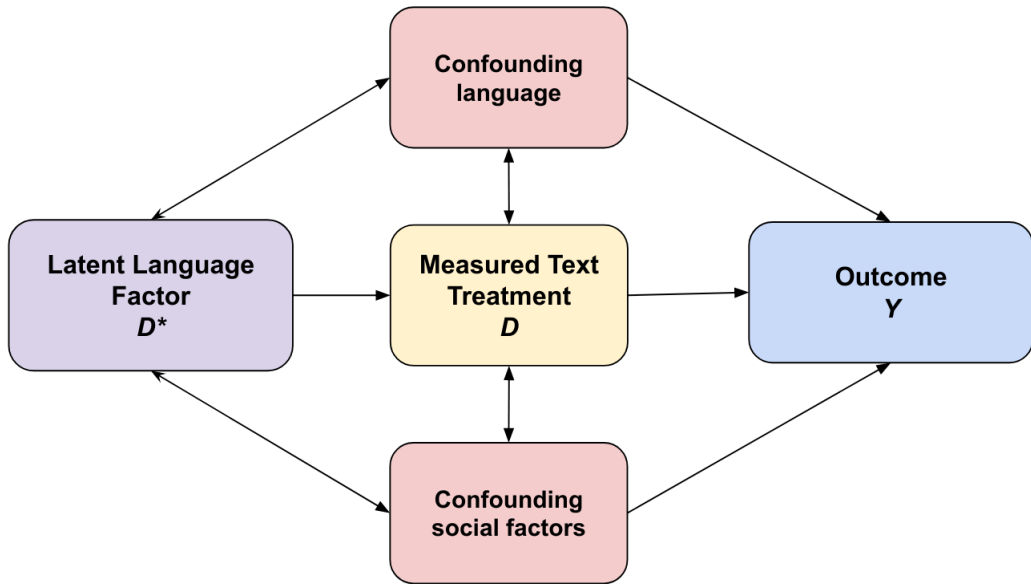 Confounding
language
Latent Language
Factor
D*
Measured Text
Treatment
D
Outcome
Y
Confounding
social factors